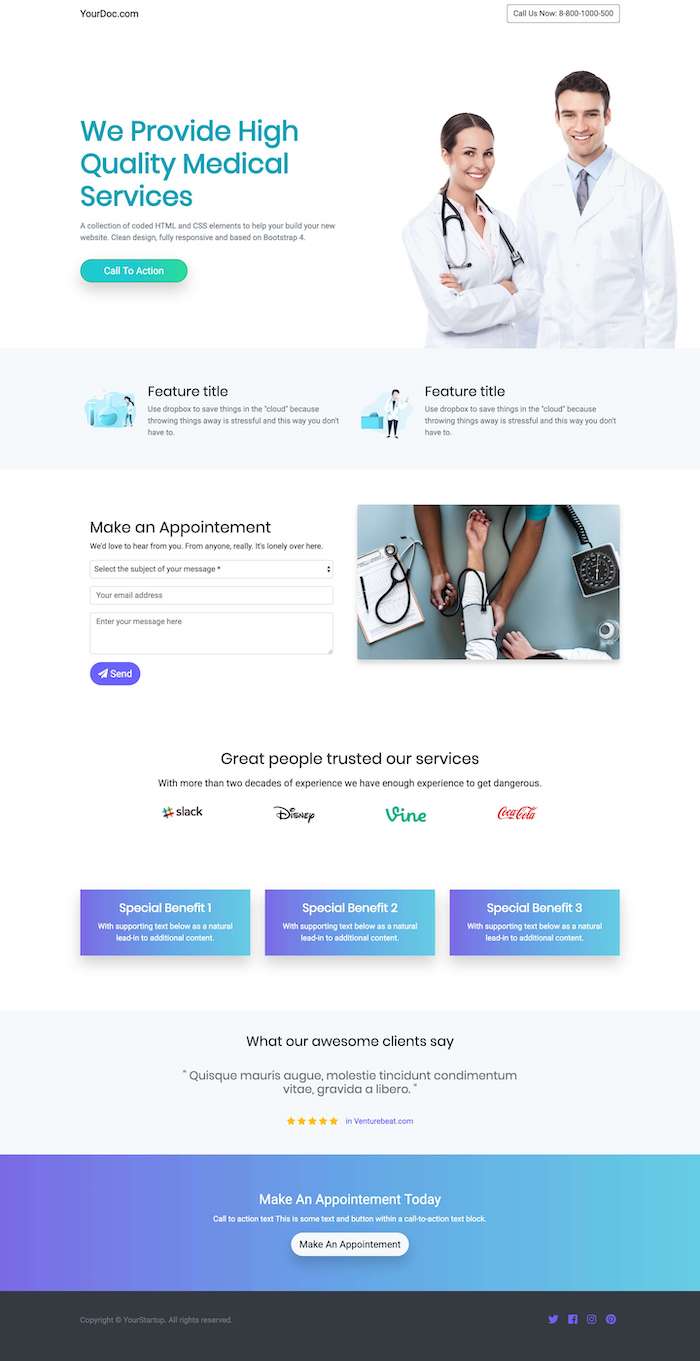 YourDoc.com
Call Us Now: 8-800-1000-500
We Provide High
Quality Medical
Services
A collection of coded HTML and CSS elements to help your build your new
website. Clean design, fully responsive and based on Bootstrap 4.
Call To Action
Feature title
Use dropbox to save things in the "cloud" because
throwing things away is stressful and this way you don't
have to.
Feature title
Use dropbox to save things in the "cloud" because
throwing things away is stressful and this way you don't
have to.
Make an Appointement
We'd love to hear from you. From anyone, really. It's lonely over here.
Select the subject of your message *
Your email address
Enter your message here
Send
Great people trusted our services
With more than two decades of experience we have enough experience to get dangerous.
slack
Disney
Vine
Coca-Cola
Special Benefit 1
With supporting text below as a natural
lead-in to additional content.
Special Benefit 2
With supporting text below as a natural
lead-in to additional content.
Special Benefit 3
With supporting text below as a natural
lead-in to additional content.
What our awesome clients say
" Quisque mauris augue, molestie tincidunt condimentum
vitae, gravida a libero. "
in Venturebeat.com
Make An Appointement Today
Call to action text This is some text and button within a call-to-action text block.
Make An Appointement
Copyright © YourStartup. All rights reserved.